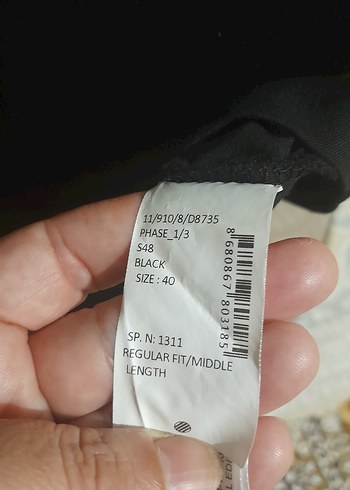 11/910/8/D8735
PHASE_1/3
S48
BLACK
SIZE : 40
8 680867 803185
SP. N: 1311
REGULAR FIT/MIDDLE
LENGTH